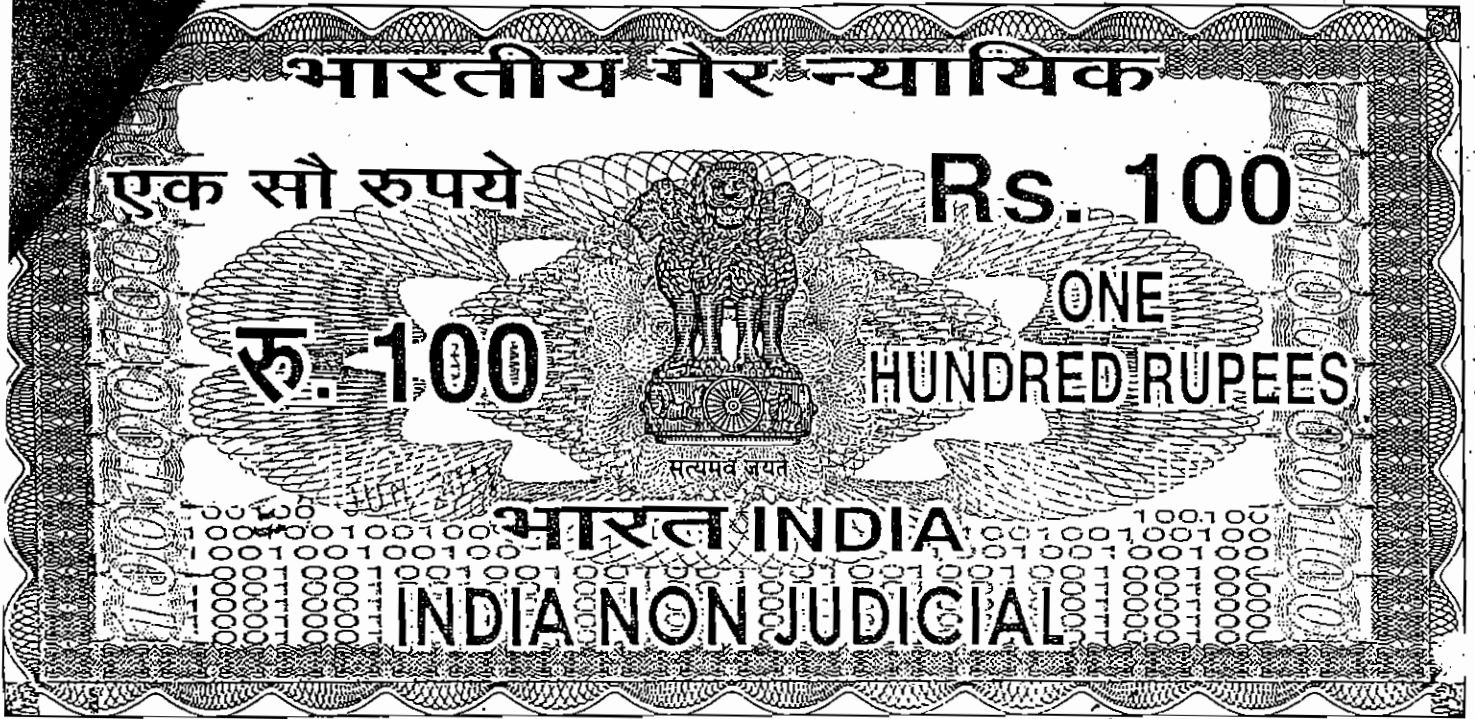 भारतीय गैर न्यायिक
एक सौ रुपये
Rs. 100
रु. 100
ONE
HUNDRED RUPEES
सत्यमेव जयते
भारत INDIA
INDIA NON JUDICIAL